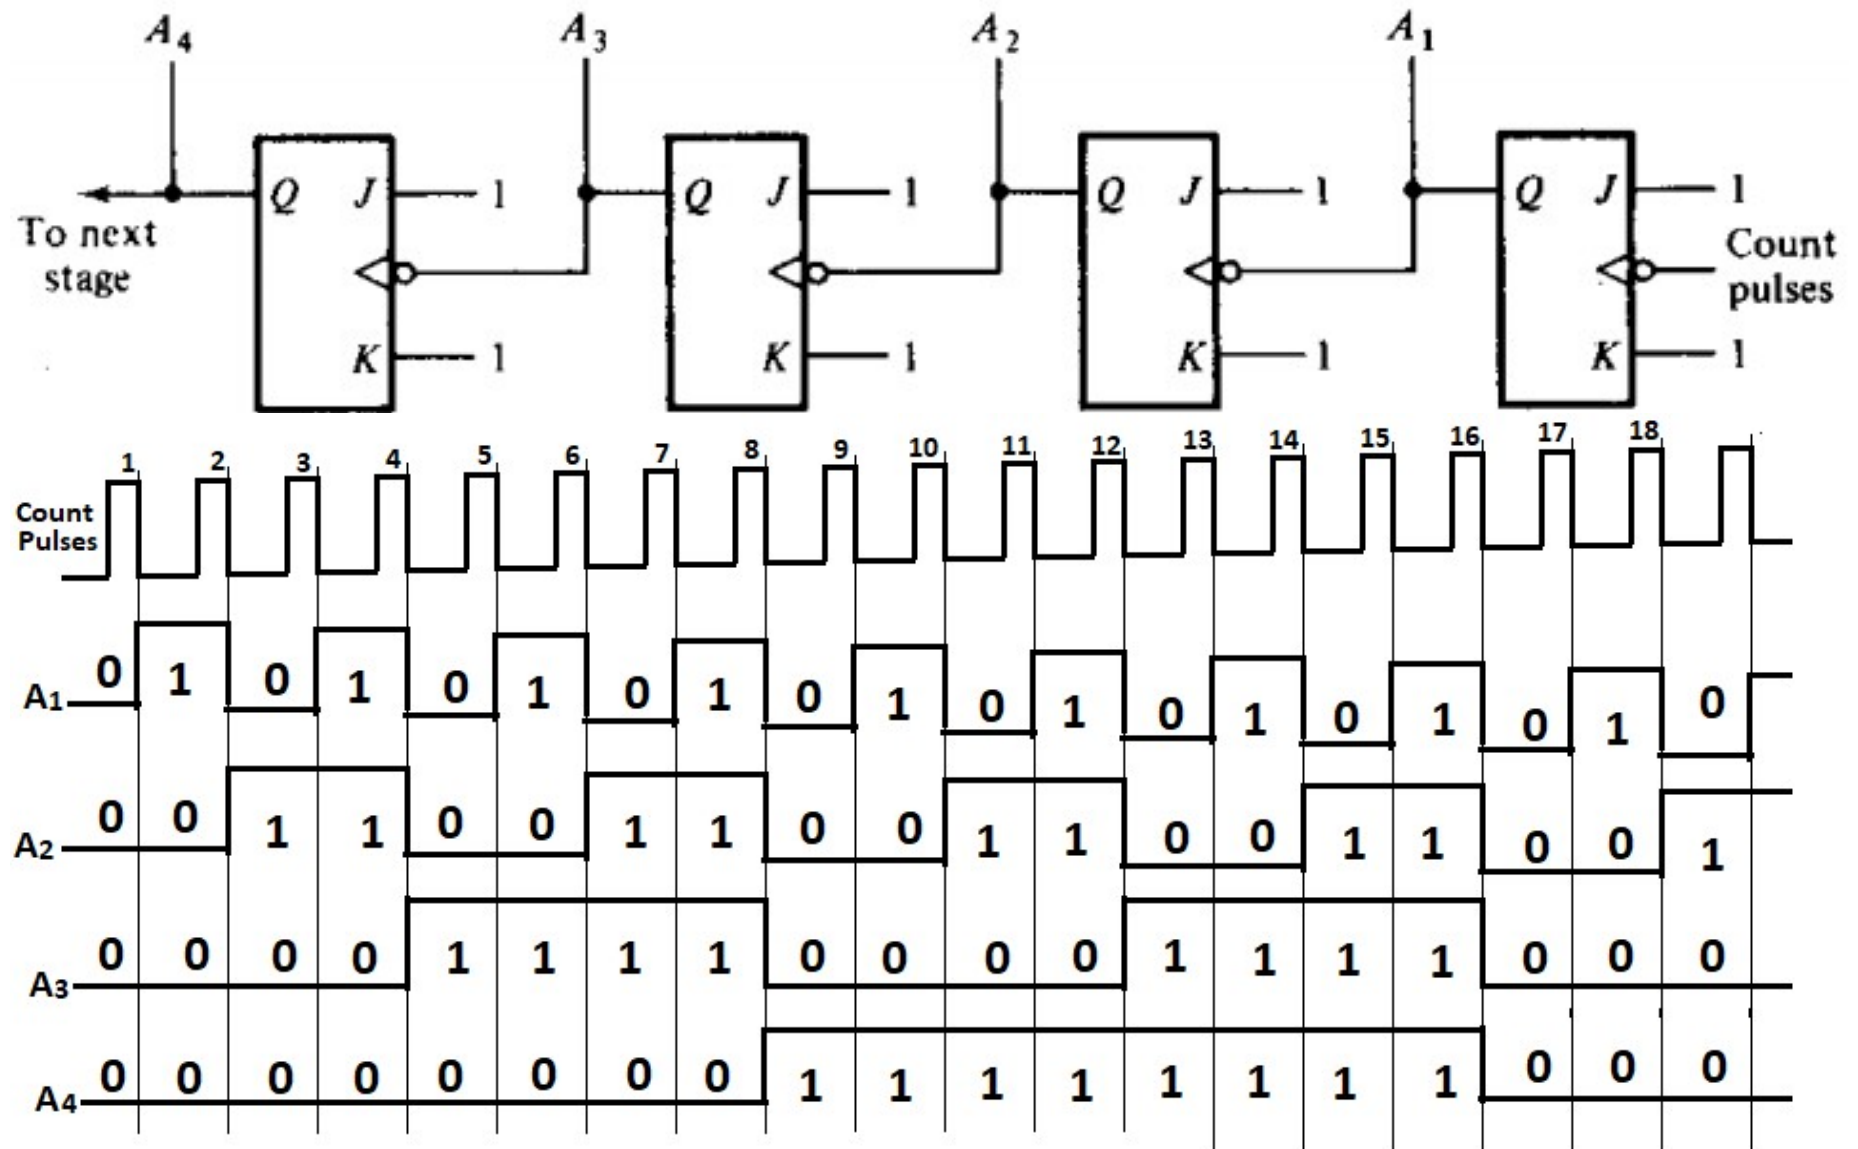 A4 A3 A2 A1
Q J 1 Q J 1 Q J 1 Q J 1
To next
stage
Count
pulses
K 1 K 1 K 1 K 1
1 2 3 4 5 6 7 8 9 10 11 12 13 14 15 16 17 18
Count
Pulses
A1 0 1 0 1 0 1 0 1 0 1 0 1 0 1 0 1 0 1 0
A2 0 0 1 1 0 0 1 1 0 0 1 1 0 0 1 1 0 0 1
A3 0 0 0 0 1 1 1 1 0 0 0 0 1 1 1 1 0 0 0
A4 0 0 0 0 0 0 0 0 1 1 1 1 1 1 1 1 0 0 0